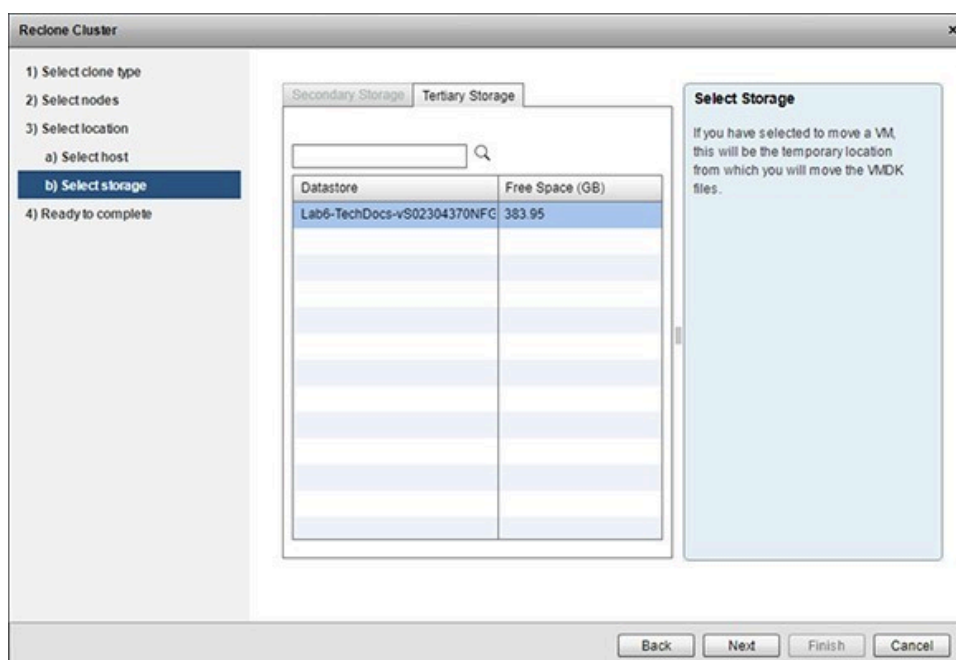 Reclone Cluster
x
1) Select clone type
2) Select nodes
3) Select location
a) Select host
b) Select storage
4) Ready to complete
Secondary Storage
Tertiary Storage
Datastore
Free Space (GB)
Lab6-TechDocs-vS02304370NFG
383.95
Select Storage
If you have selected to move a VM,
this will be the temporary location
from which you will move the VMDK
files.
Back
Next
Finish
Cancel